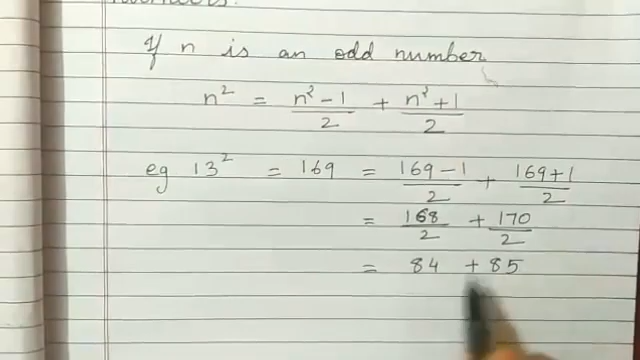 If n is an odd number
n² = (n² - 1)/2 + (n² + 1)/2
eg 13² = 169 = (169 - 1)/2 + (169 + 1)/2
= 168/2 + 170/2
= 84 + 85